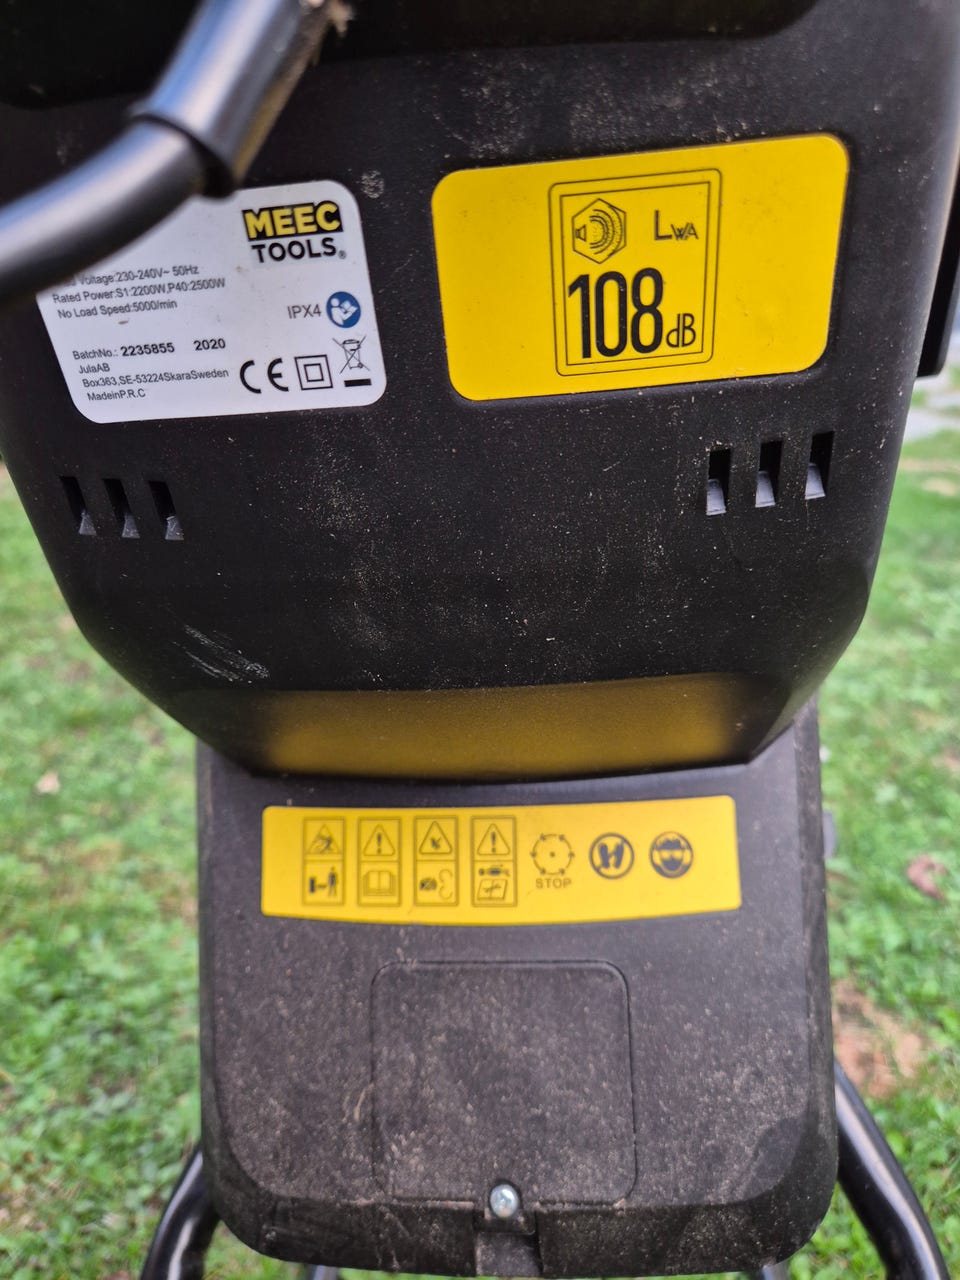 MEEC
TOOLS®
Voltage:230-240V~ 50Hz
Rated Power:S1:2200W,P40:2500W
No Load Speed:5000/min
IPX4
BatchNo.: 2235855 2020
JulaAB
Box363,SE-53224SkaraSweden
MadeinP.R.C
CE
LWA
108dB
STOP